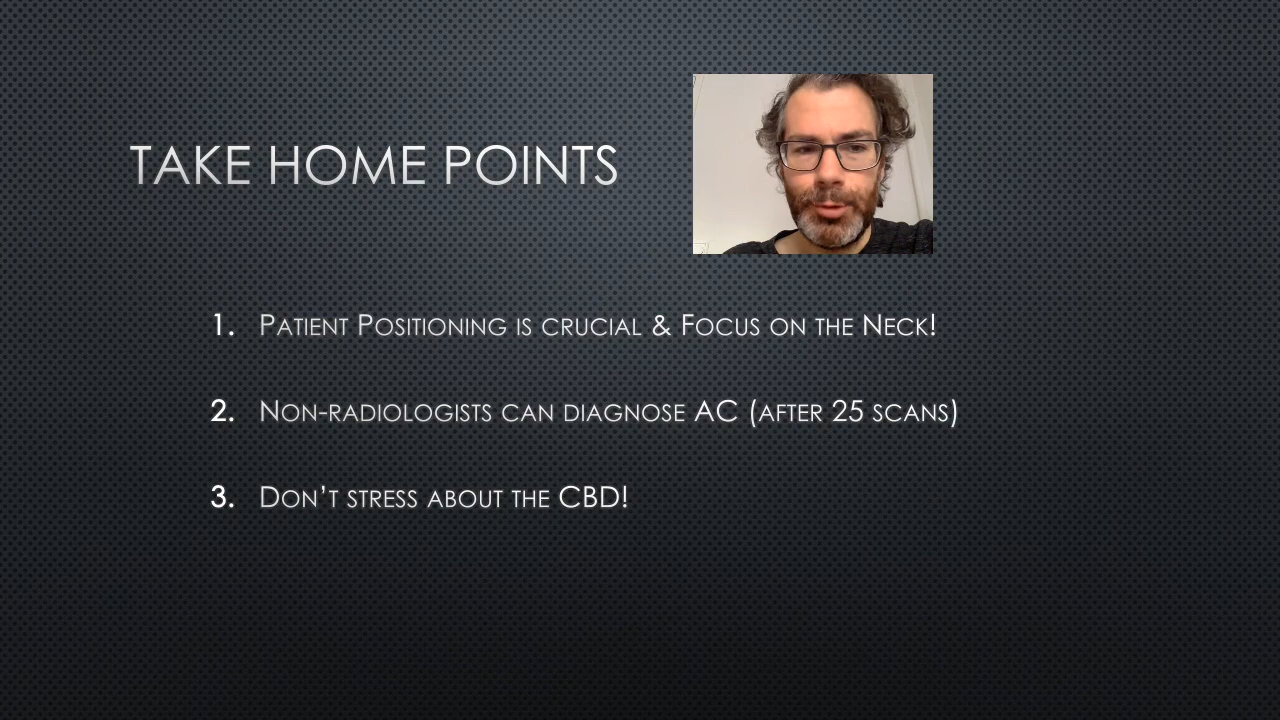 TAKE HOME POINTS
1. Patient Positioning is crucial & Focus on the Neck!
2. Non-radiologists can diagnose AC (after 25 scans)
3. Don’t stress about the CBD!